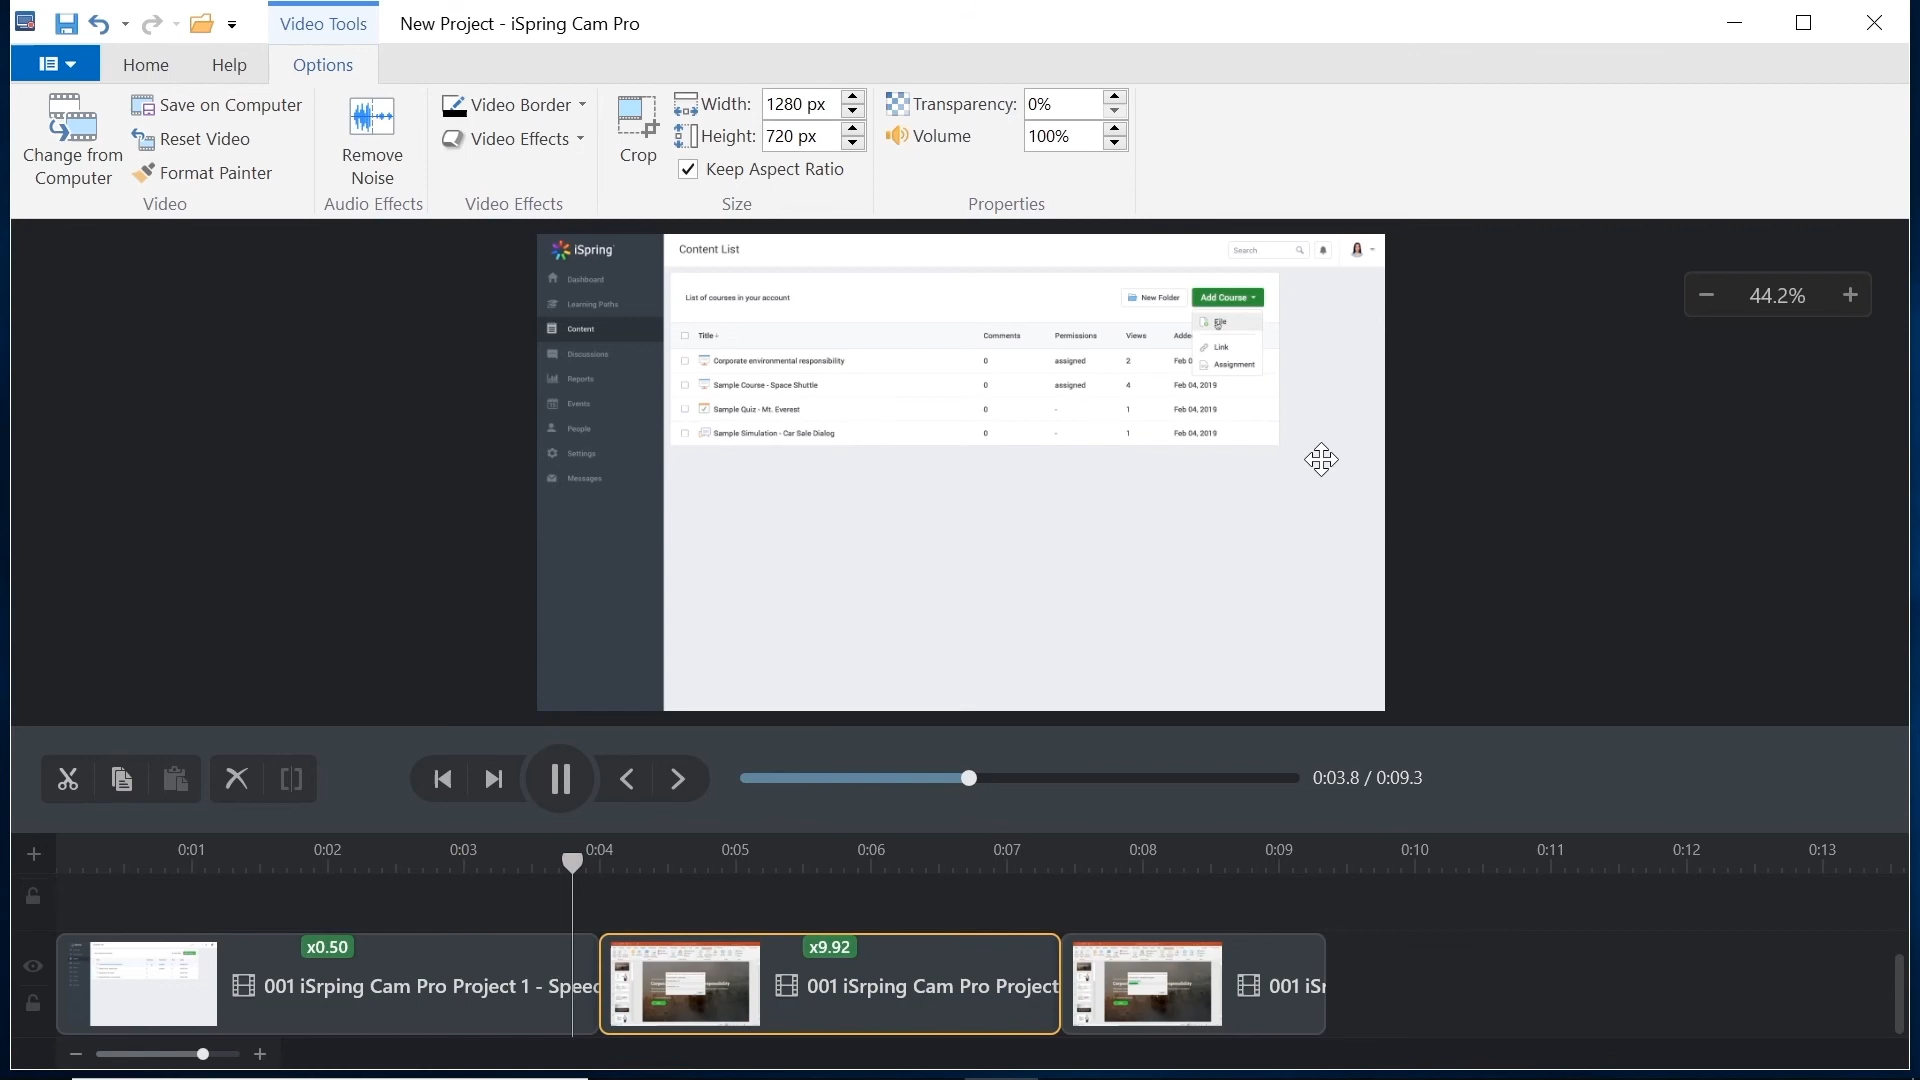 Video Tools
New Project - iSpring Cam Pro
Home
Help
Options
Change from
Computer
Save on Computer
Reset Video
Format Painter
Video
Remove
Noise
Audio Effects
Video Border
Video Effects
Video Effects
Crop
Width: 1280 px
Height: 720 px
Keep Aspect Ratio
Size
Transparency: 0%
Volume 100%
Properties
iSpring
Content List
Search
Dashboard
Learning Paths
Content
Discussions
Reports
Events
People
Settings
Messages
List of courses in your account
New Folder
Add Course
File
Link
Assignment
Title Comments Permissions Views Adde
Corporate environmental responsibility 0 assigned 2 Feb 0
Sample Course - Space Shuttle 0 assigned 4 Feb 04, 2019
Sample Quiz - Mt. Everest 0 - 1 Feb 04, 2019
Sample Simulation - Car Sale Dialog 0 - 1 Feb 04, 2019
44.2%
0:03.8 / 0:09.3
0:01 0:02 0:03 0:04 0:05 0:06 0:07 0:08 0:09 0:10 0:11 0:12 0:13
x0.50
001 iSrping Cam Pro Project 1 - Speed
x9.92
001 iSrping Cam Pro Project
001 iSr